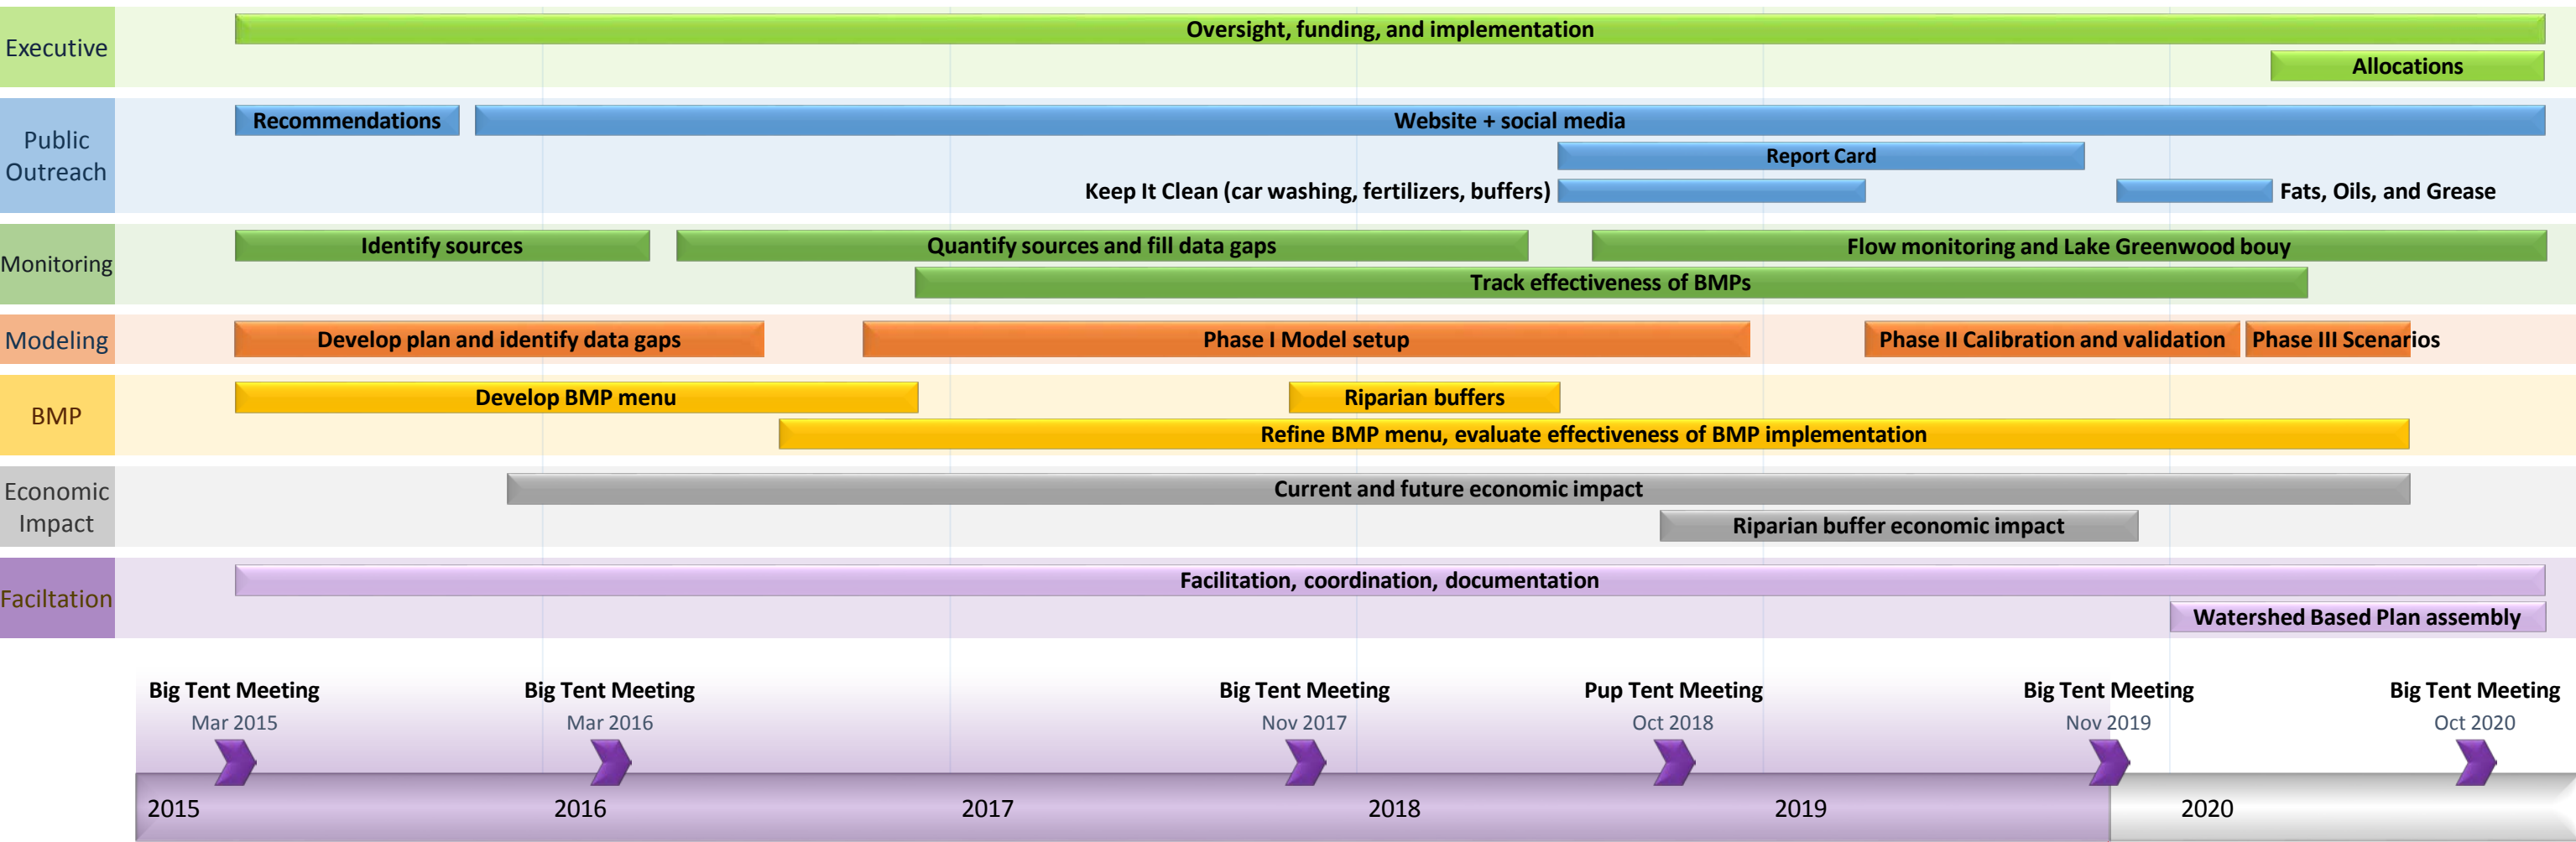 Executive
Oversight, funding, and implementation
Allocations
Public
Outreach
Recommendations
Website + social media
Report Card
Keep It Clean (car washing, fertilizers, buffers)
Fats, Oils, and Grease
Monitoring
Identify sources
Quantify sources and fill data gaps
Flow monitoring and Lake Greenwood bouy
Track effectiveness of BMPs
Modeling
Develop plan and identify data gaps
Phase I Model setup
Phase II Calibration and validation
Phase III Scenarios
BMP
Develop BMP menu
Riparian buffers
Refine BMP menu, evaluate effectiveness of BMP implementation
Economic
Impact
Current and future economic impact
Riparian buffer economic impact
Faciltation
Facilitation, coordination, documentation
Watershed Based Plan assembly
Big Tent Meeting
Mar 2015
Big Tent Meeting
Mar 2016
Big Tent Meeting
Nov 2017
Pup Tent Meeting
Oct 2018
Big Tent Meeting
Nov 2019
Big Tent Meeting
Oct 2020
2015
2016
2017
2018
2019
2020